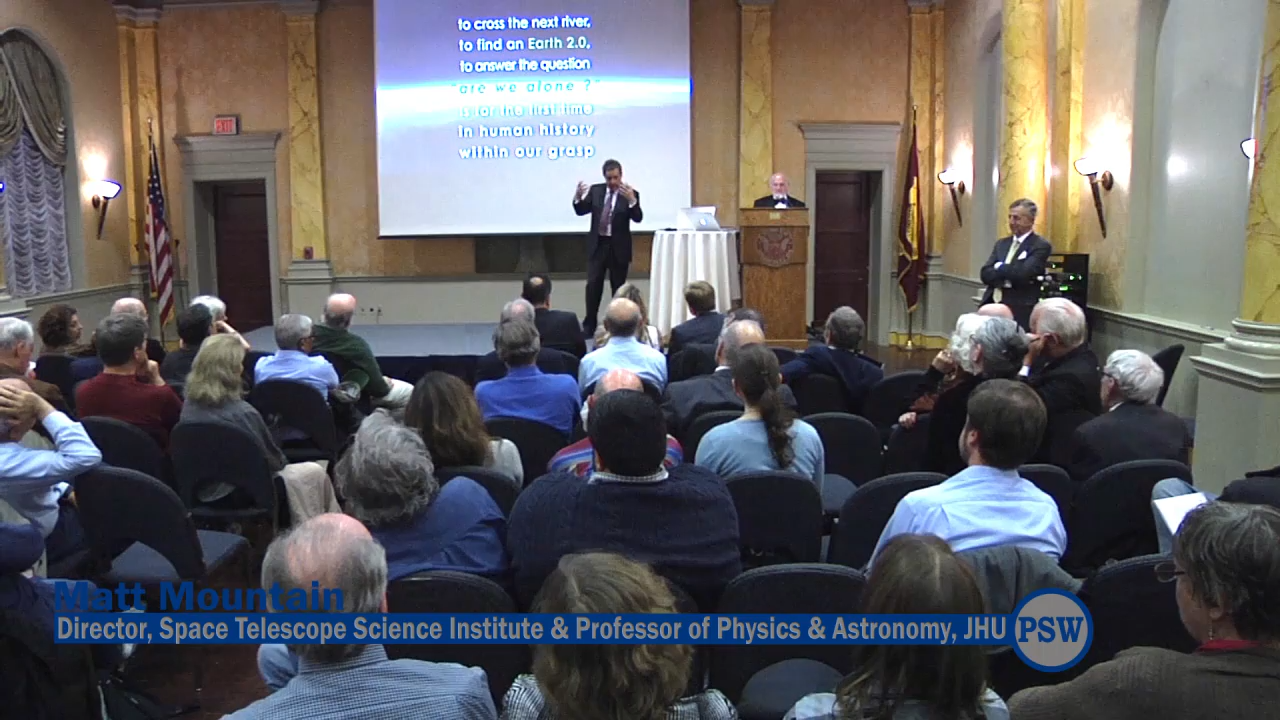 to cross the next river,
to find an Earth 2.0,
to answer the question
"are we alone ?"
is for the first time
in human history
within our grasp
EXIT
Matt Mountain
Director, Space Telescope Science Institute & Professor of Physics & Astronomy, JHU
PSW